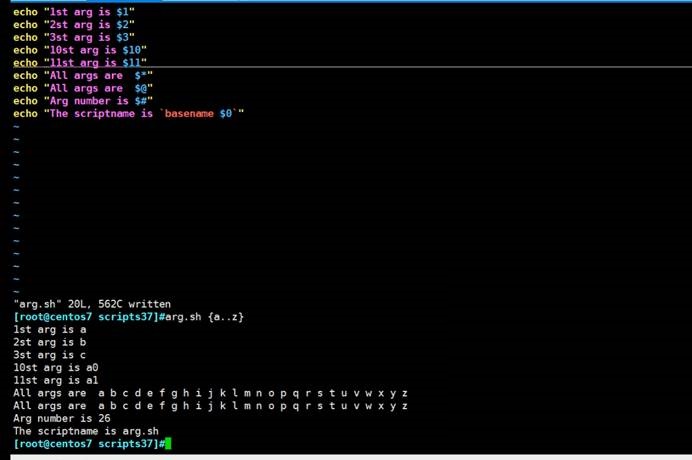 echo "1st arg is $1"
echo "2st arg is $2"
echo "3st arg is $3"
echo "10st arg is $10"
echo "11st arg is $11"
echo "All args are  $*"
echo "All args are  $@"
echo "Arg number is $#"
echo "The scriptname is `basename $0`"
~
~
~
~
~
~
~
~
~
~
~
~
~
~
"arg.sh" 20L, 562C written
[root@centos7 scripts37]#arg.sh {a..z}
1st arg is a
2st arg is b
3st arg is c
10st arg is a0
11st arg is a1
All args are  a b c d e f g h i j k l m n o p q r s t u v w x y z
All args are  a b c d e f g h i j k l m n o p q r s t u v w x y z
Arg number is 26
The scriptname is arg.sh
[root@centos7 scripts37]#